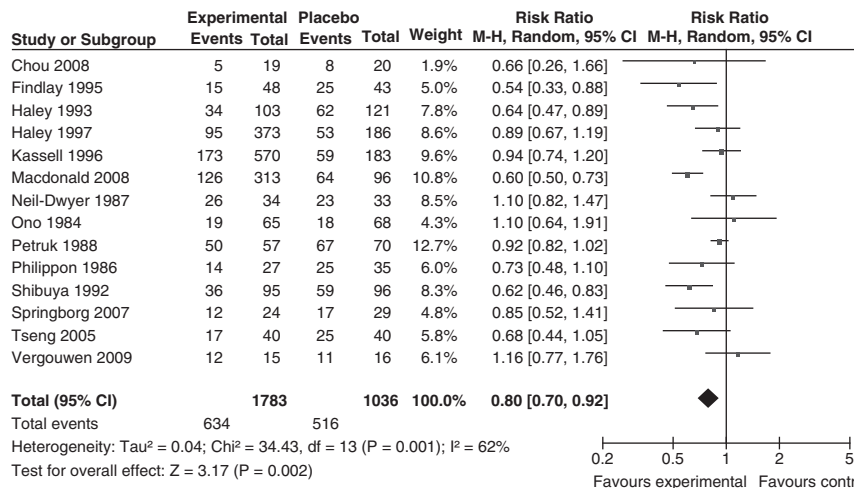 Experimental Placebo Risk Ratio Risk Ratio
Study or Subgroup Events Total Events Total Weight M-H, Random, 95% CI M-H, Random, 95% CI
Chou 2008 5 19 8 20 1.9% 0.66 [0.26, 1.66]
Findlay 1995 15 48 25 43 5.0% 0.54 [0.33, 0.88]
Haley 1993 34 103 62 121 7.8% 0.64 [0.47, 0.89]
Haley 1997 95 373 53 186 8.6% 0.89 [0.67, 1.19]
Kassell 1996 173 570 59 183 9.6% 0.94 [0.74, 1.20]
Macdonald 2008 126 313 64 96 10.8% 0.60 [0.50, 0.73]
Neil-Dwyer 1987 26 34 23 33 8.5% 1.10 [0.82, 1.47]
Ono 1984 19 65 18 68 4.3% 1.10 [0.64, 1.91]
Petruk 1988 50 57 67 70 12.7% 0.92 [0.82, 1.02]
Philippon 1986 14 27 25 35 6.0% 0.73 [0.48, 1.10]
Shibuya 1992 36 95 59 96 8.3% 0.62 [0.46, 0.83]
Springborg 2007 12 24 17 29 4.8% 0.85 [0.52, 1.41]
Tseng 2005 17 40 25 40 5.8% 0.68 [0.44, 1.05]
Vergouwen 2009 12 15 11 16 6.1% 1.16 [0.77, 1.76]
Total (95% CI) 1783 1036 100.0% 0.80 [0.70, 0.92]
Total events 634 516
Heterogeneity: Tau² = 0.04; Chi² = 34.43, df = 13 (P = 0.001); I² = 62%
Test for overall effect: Z = 3.17 (P = 0.002)
0.2 0.5 1 2 5
Favours experimental Favours contr